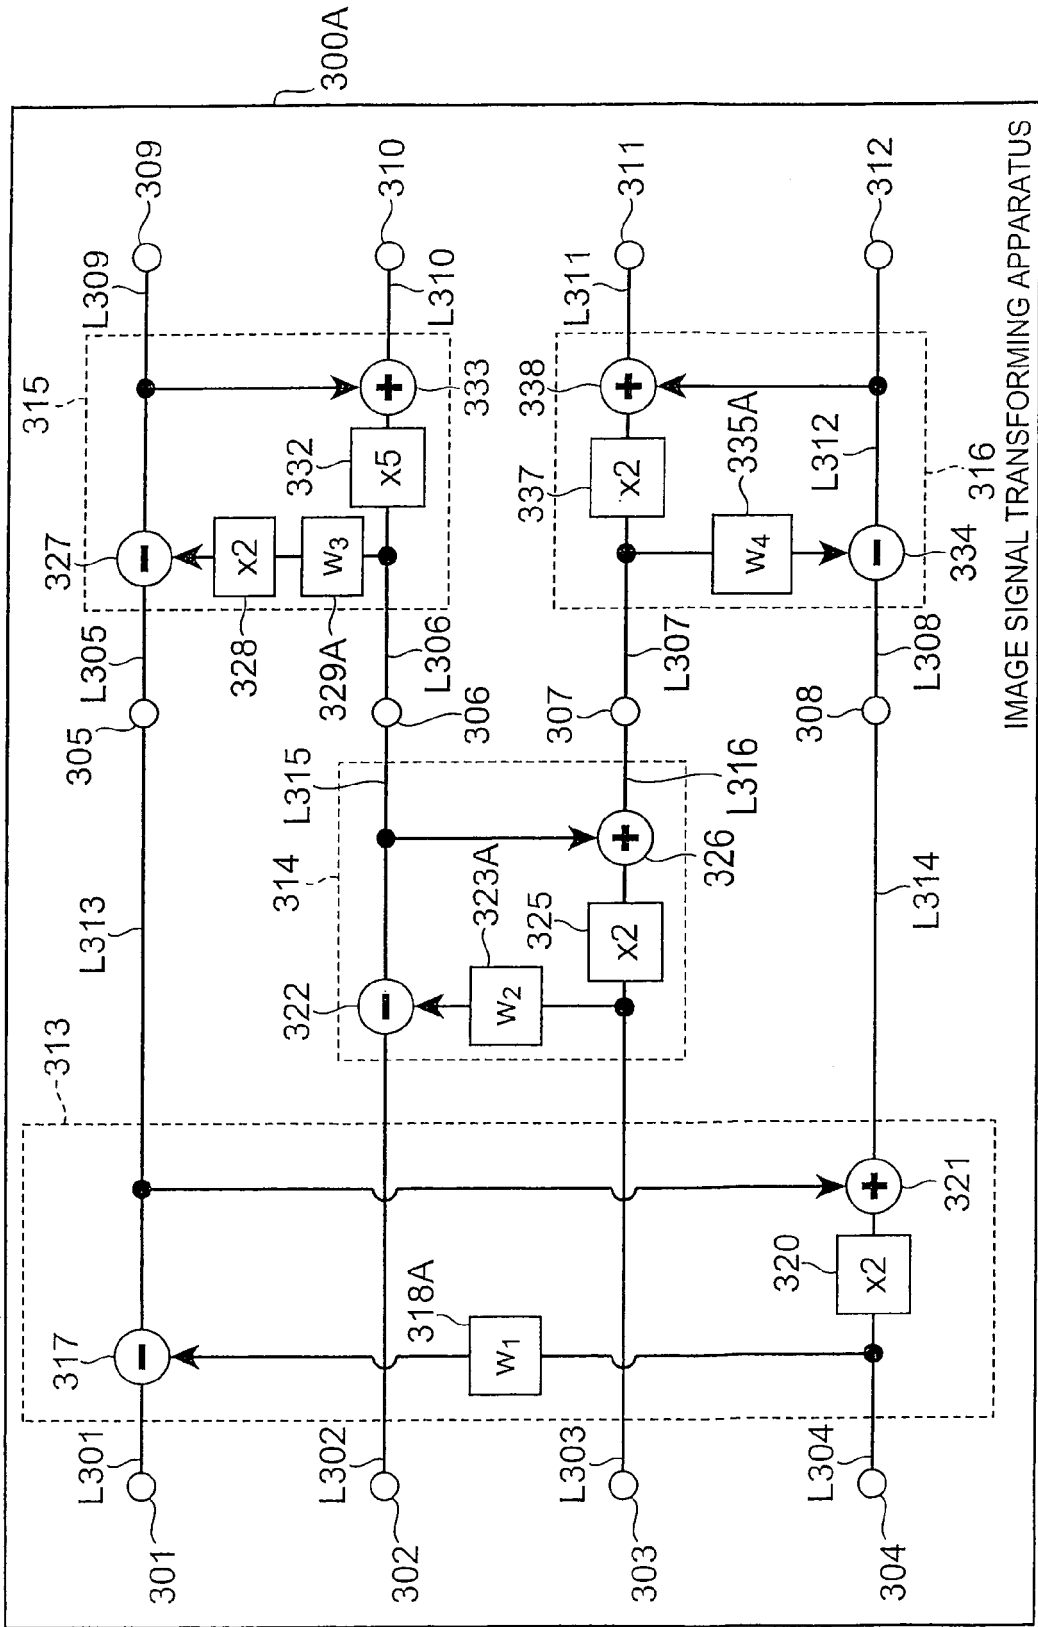 300A
313
L301
301
317
L313
305
L305
327
315
L309
309
318A
W1
L302
302
322
314
323A
W2
L315
306
L306
328
x2
329A
W3
332
x5
333
L310
310
L303
303
325
x2
326
L316
307
L307
337
x2
338
335A
W4
L311
311
L304
304
320
x2
321
L314
308
L308
334
L312
316
312
IMAGE SIGNAL TRANSFORMING APPARATUS